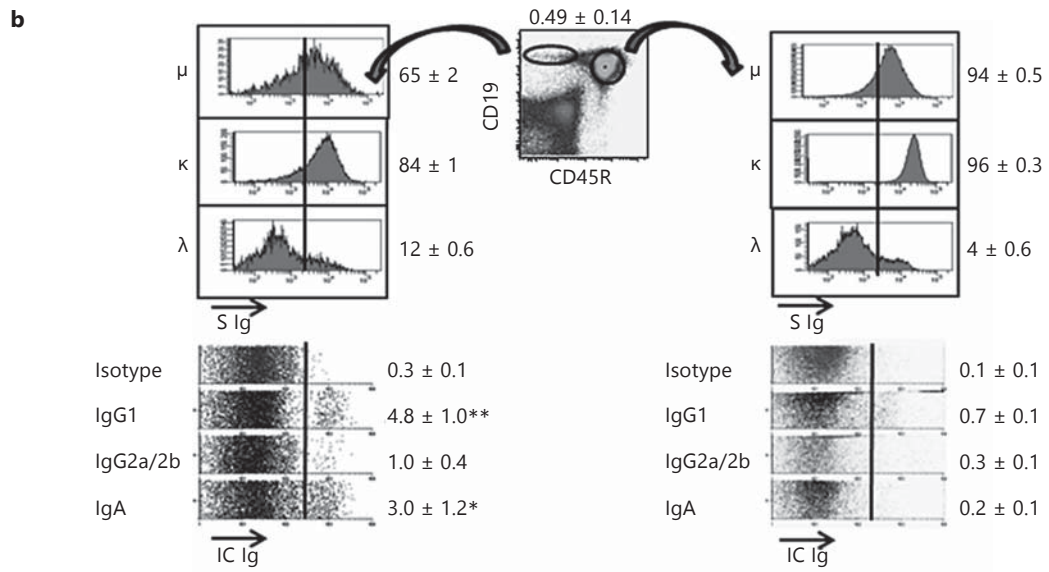 b
0.49 ± 0.14
CD19
CD45R
μ
65 ± 2
κ
84 ± 1
λ
12 ± 0.6
S Ig
μ
94 ± 0.5
κ
96 ± 0.3
λ
4 ± 0.6
S Ig
Isotype
0.3 ± 0.1
IgG1
4.8 ± 1.0**
IgG2a/2b
1.0 ± 0.4
IgA
3.0 ± 1.2*
IC Ig
Isotype
0.1 ± 0.1
IgG1
0.7 ± 0.1
IgG2a/2b
0.3 ± 0.1
IgA
0.2 ± 0.1
IC Ig